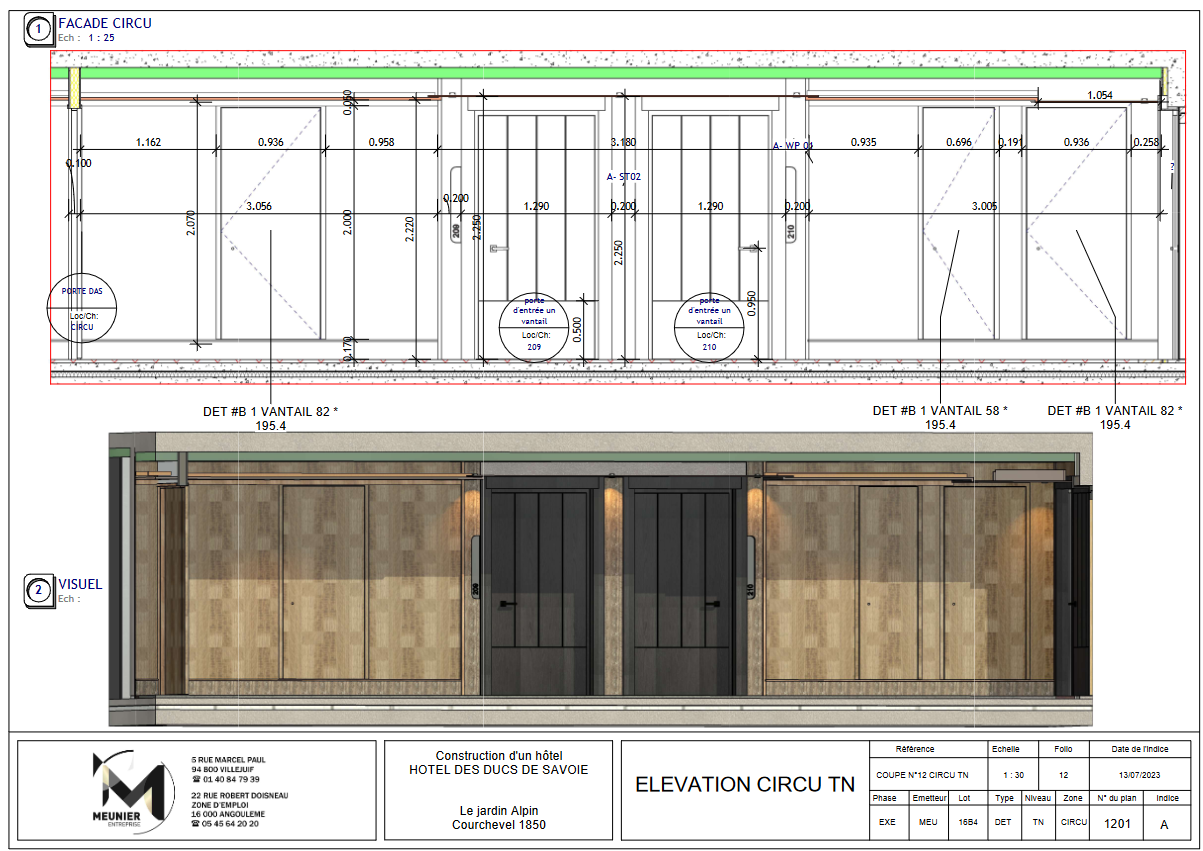 1
FACADE CIRCU
Ech : 1 : 25
1.054
0.050
1.162
0.936
0.958
3.180
A- WP 01
0.935
0.696
0.191
0.936
0.258
0.100
A- ST02
3.056
0.200
1.290
0.200
1.290
0.200
3.005
2.070
2.000
2.220
209
2.250
2.250
210
PORTE DAS
Loc/Ch:
CIRCU
porte
d'entrée un
vantail
Loc/Ch:
209
0.500
porte
d'entrée un
vantail
Loc/Ch:
210
0.950
0.170
DET #B 1 VANTAIL 82 *
195.4
DET #B 1 VANTAIL 58 *
195.4
DET #B 1 VANTAIL 82 *
195.4
2
VISUEL
Ech :
209
210
M
MEUNIER
ENTREPRISE
5 RUE MARCEL PAUL
94 800 VILLEJUIF
☎ 01 40 84 79 39
22 RUE ROBERT DOISNEAU
ZONE D'EMPLOI
16 000 ANGOULEME
☎ 05 45 64 20 20
Construction d'un hôtel
HOTEL DES DUCS DE SAVOIE
Le jardin Alpin
Courchevel 1850
ELEVATION CIRCU TN
Référence Echelle Folio Date de l'indice
COUPE N°12 CIRCU TN 1 : 30 12 13/07/2023
Phase Emetteur Lot Type Niveau Zone N° du plan Indice
EXE MEU 16B4 DET TN CIRCU 1201 A